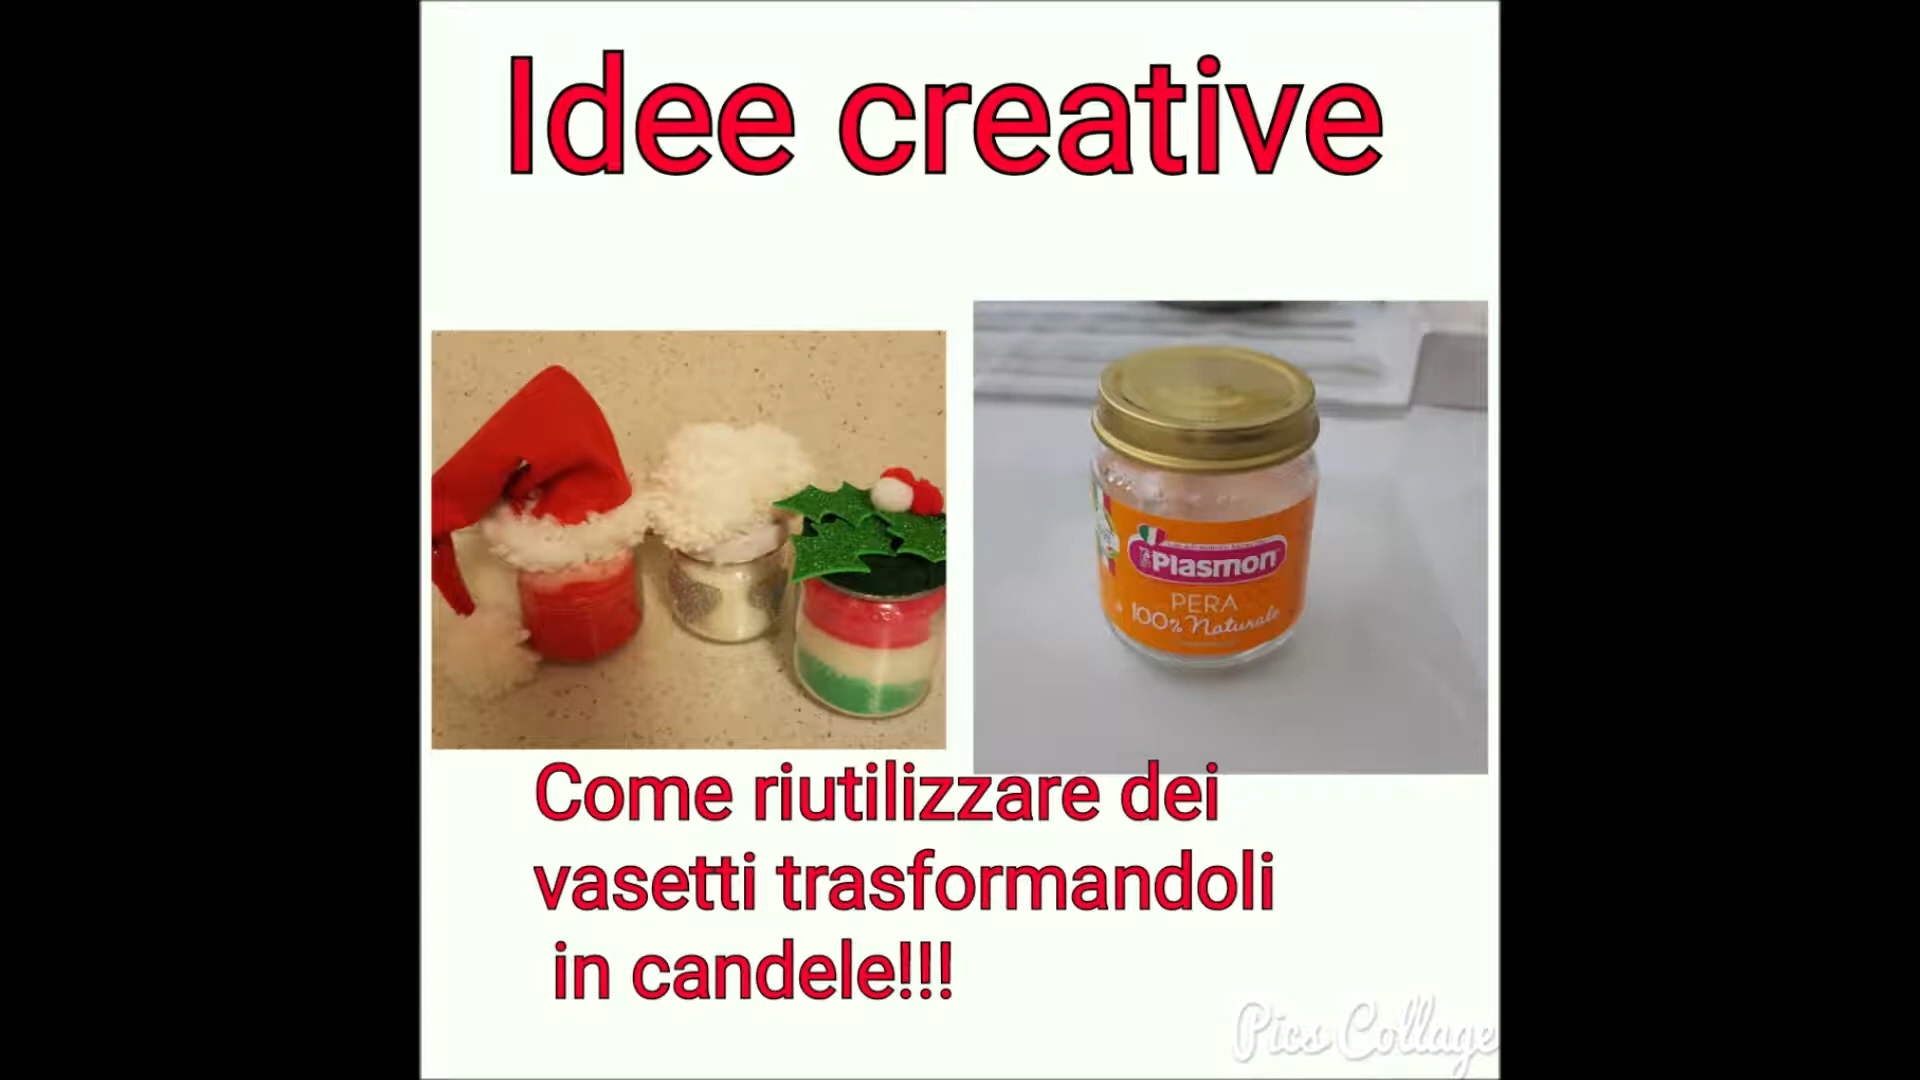 Idee creative
Plasmon
PERA
100% Naturale
Come riutilizzare dei
vasetti trasformandoli
in candele!!!
Pics Collage